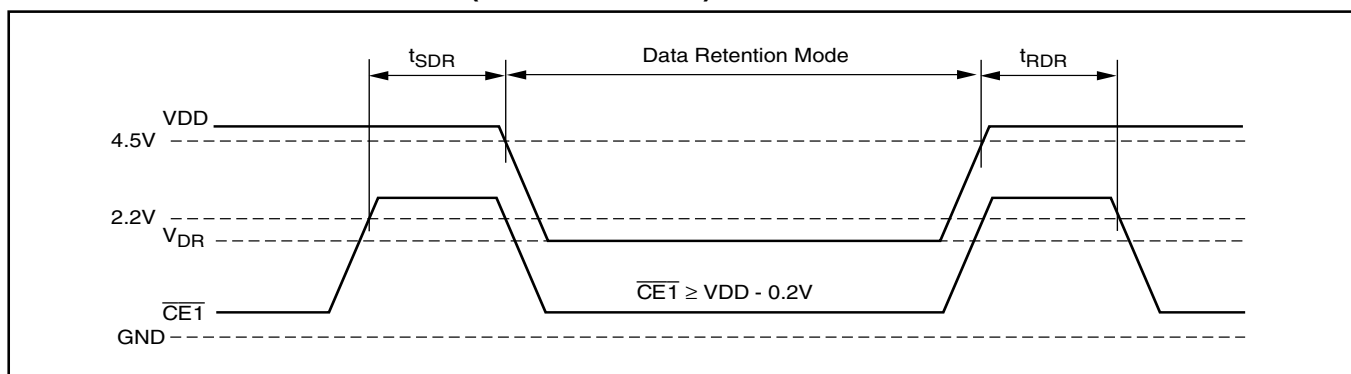 tSDR
Data Retention Mode
tRDR
VDD
4.5V
2.2V
VDR
CE1
CE1 ≥ VDD - 0.2V
GND